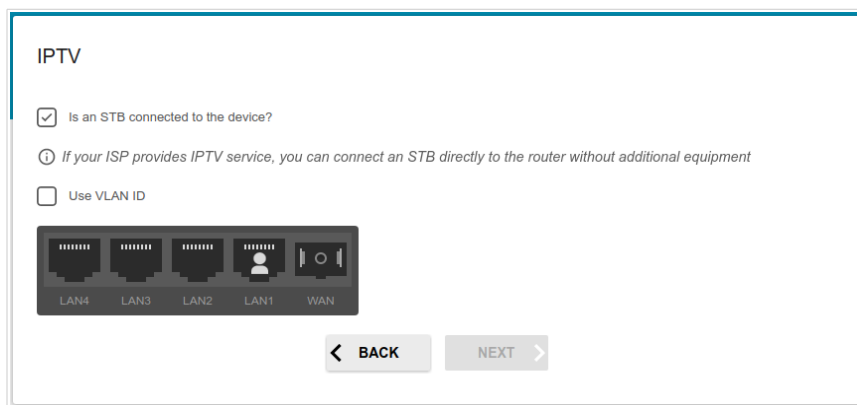 IPTV
Is an STB connected to the device?
If your ISP provides IPTV service, you can connect an STB directly to the router without additional equipment
Use VLAN ID
LAN4 LAN3 LAN2 LAN1 WAN
BACK NEXT